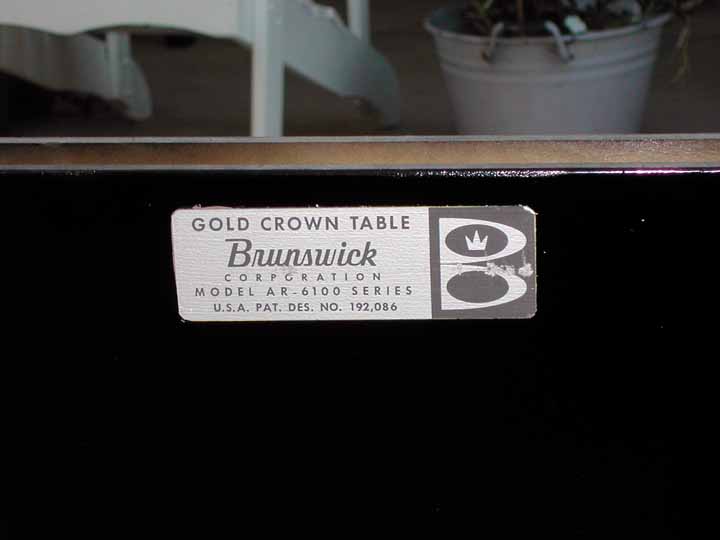 GOLD CROWN TABLE
Brunswick
CORPORATION
MODEL AR-6100 SERIES
U.S.A. PAT. DES. NO. 192,086
B